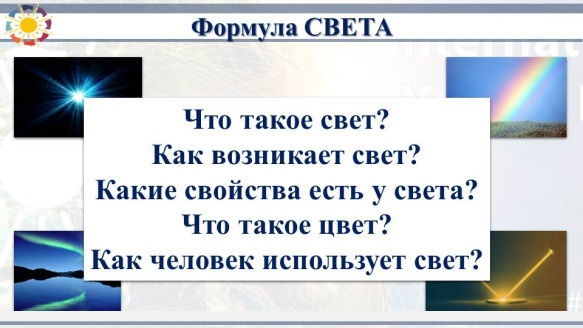 Формула СВЕТА
Что такое свет?
Как возникает свет?
Какие свойства есть у света?
Что такое цвет?
Как человек использует свет?